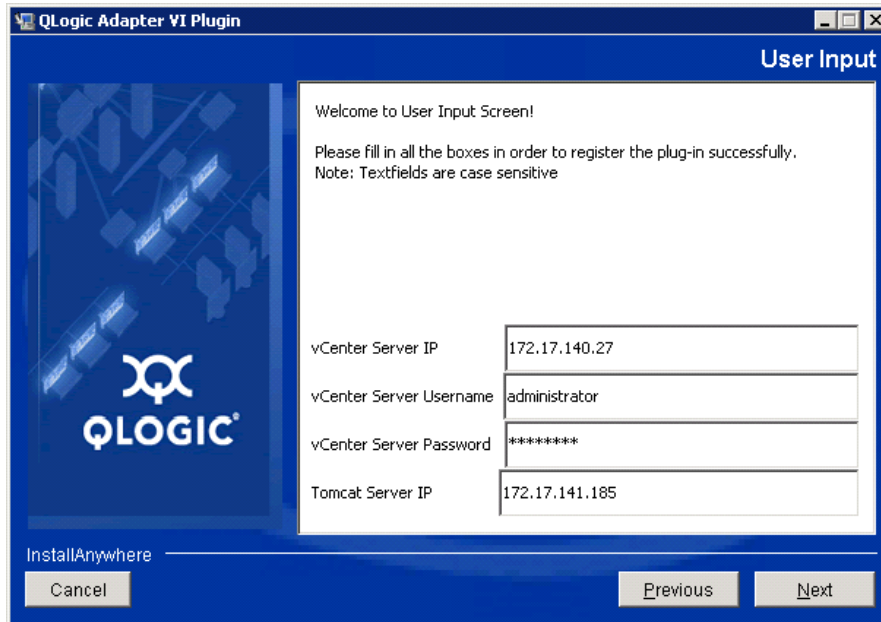 QLogic Adapter VI Plugin
User Input
Welcome to User Input Screen!
Please fill in all the boxes in order to register the plug-in successfully.
Note: Textfields are case sensitive
vCenter Server IP
172.17.140.27
vCenter Server Username
administrator
vCenter Server Password
********
Tomcat Server IP
172.17.141.185
QLOGIC®
InstallAnywhere
Cancel
Previous
Next